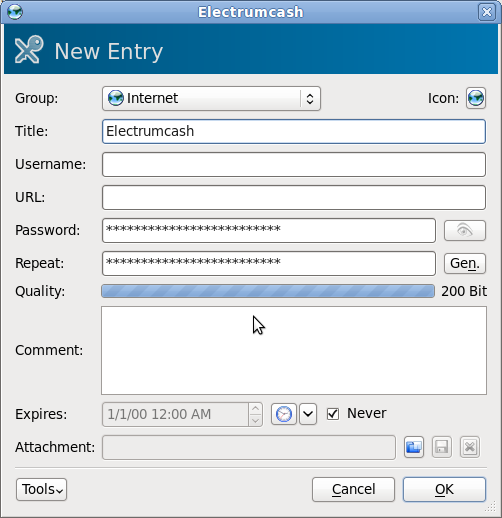 Electrumcash
New Entry
Group: Internet Icon:
Title: Electrumcash
Username:
URL:
Password: *************************
Repeat: ************************* Gen.
Quality: 200 Bit
Comment:
Expires: 1/1/00 12:00 AM Never
Attachment:
Tools Cancel OK